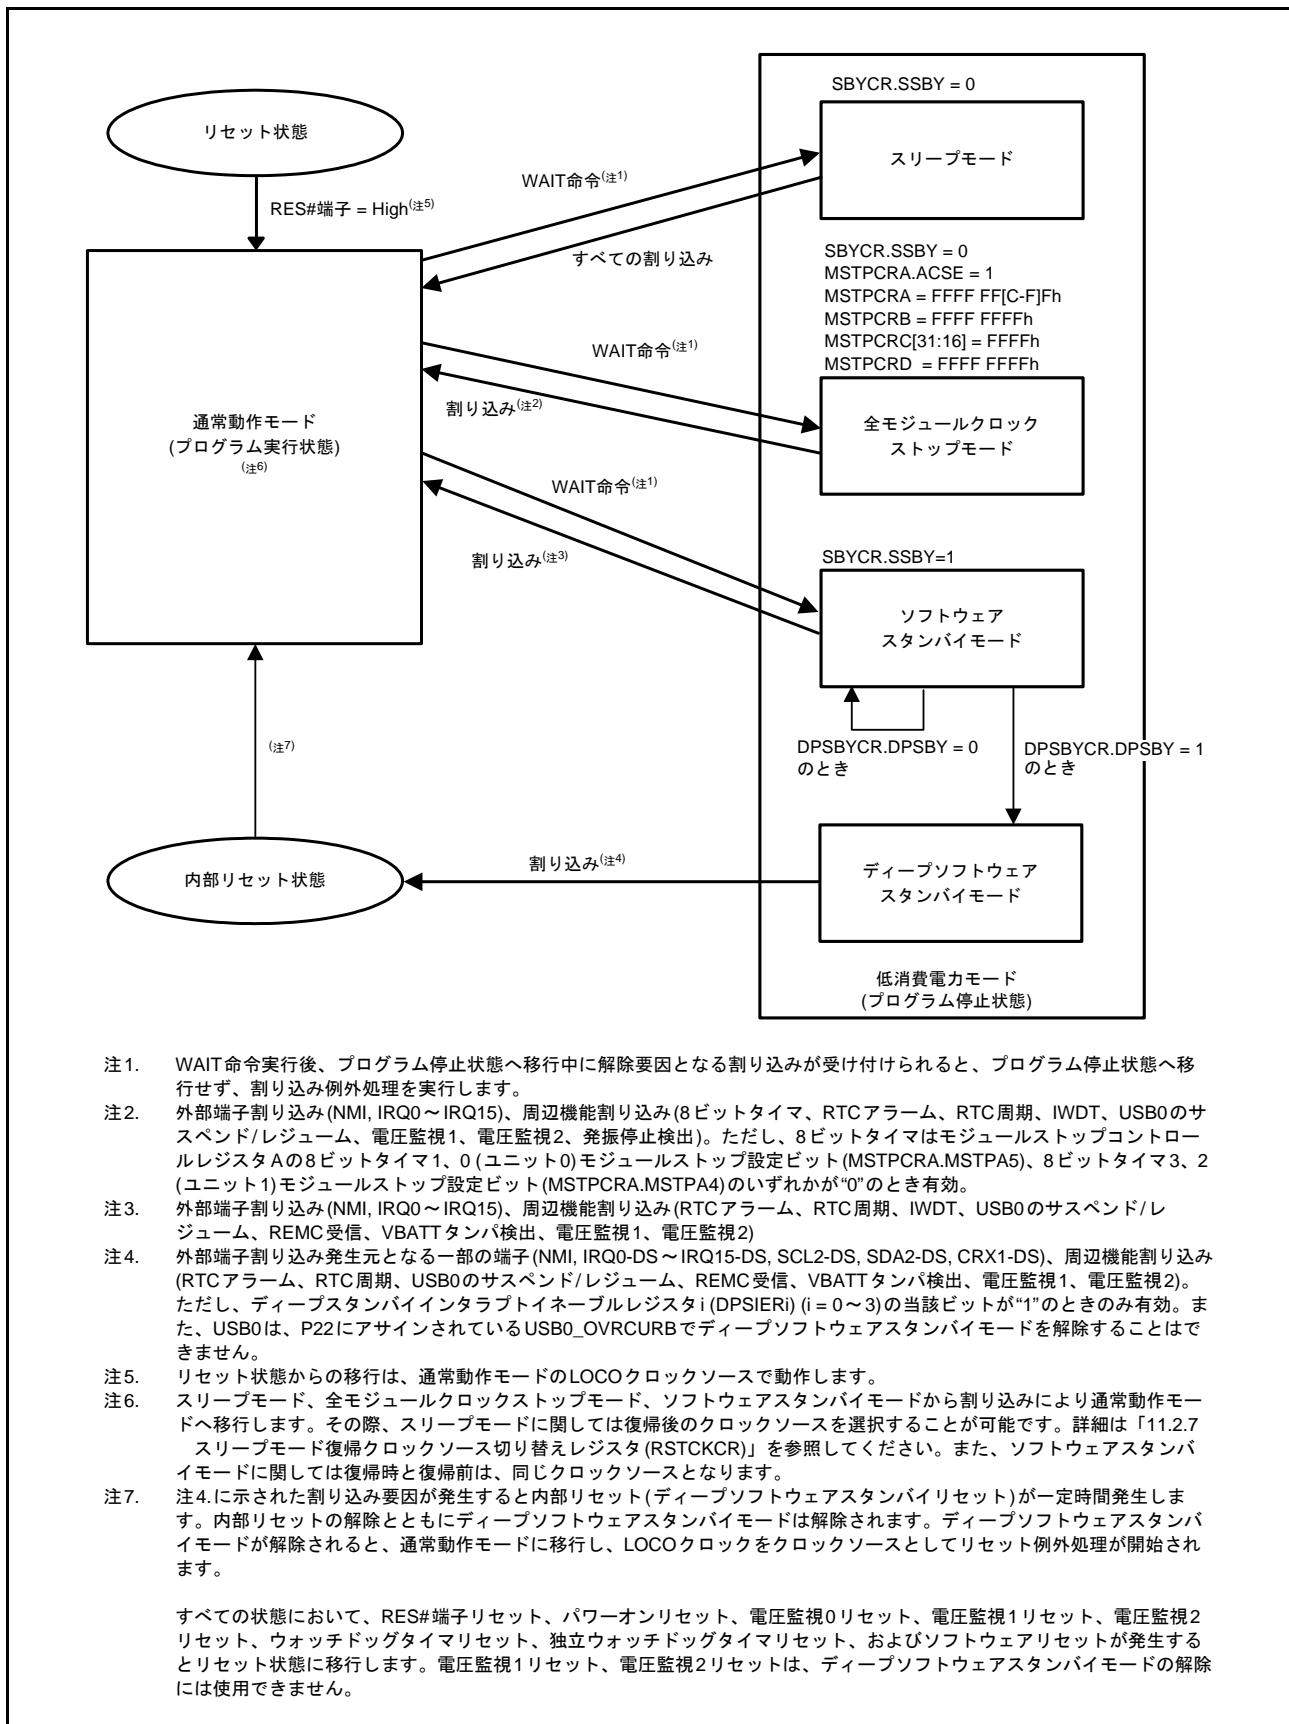 SBYCR.SSBY = 0
リセット状態
スリープモード
WAIT命令(注1)
RES#端子 = High(注5)
すべての割り込み
SBYCR.SSBY = 0
MSTPCRA.ACSE = 1
MSTPCRA = FFFF FF[C-F]Fh
MSTPCRB = FFFF FFFFh
MSTPCRC[31:16] = FFFFh
MSTPCRD = FFFF FFFFh
WAIT命令(注1)
割り込み(注2)
通常動作モード
(プログラム実行状態)
(注6)
全モジュールクロック
ストップモード
WAIT命令(注1)
割り込み(注3)
SBYCR.SSBY=1
ソフトウェア
スタンバイモード
(注7)
DPSBYCR.DPSBY = 0
のとき
DPSBYCR.DPSBY = 1
のとき
内部リセット状態
割り込み(注4)
ディープソフトウェア
スタンバイモード
低消費電力モード
(プログラム停止状態)
注1. WAIT命令実行後、プログラム停止状態へ移行中に解除要因となる割り込みが受け付けられると、プログラム停止状態へ移
行せず、割り込み例外処理を実行します。
注2. 外部端子割り込み(NMI, IRQ0～IRQ15)、周辺機能割り込み(8ビットタイマ、RTCアラーム、RTC周期、IWDT、USB0のサ
スペンド/レジューム、電圧監視1、電圧監視2、発振停止検出)。ただし、8ビットタイマはモジュールストップコントロー
ルレジスタAの8ビットタイマ1、0 (ユニット0)モジュールストップ設定ビット(MSTPCRA.MSTPA5)、8ビットタイマ3、2
(ユニット1)モジュールストップ設定ビット(MSTPCRA.MSTPA4)のいずれかが“0”のとき有効。
注3. 外部端子割り込み(NMI, IRQ0～IRQ15)、周辺機能割り込み(RTCアラーム、RTC周期、IWDT、USB0のサスペンド/レ
ジューム、REMC受信、VBATTタンパ検出、電圧監視1、電圧監視2)
注4. 外部端子割り込み発生元となる一部の端子(NMI, IRQ0-DS～IRQ15-DS, SCL2-DS, SDA2-DS, CRX1-DS)、周辺機能割り込み
(RTCアラーム、RTC周期、USB0のサスペンド/レジューム、REMC受信、VBATTタンパ検出、電圧監視1、電圧監視2)。
ただし、ディープスタンバイインタラプトイネーブルレジスタi (DPSIERi) (i = 0～3)の当該ビットが“1”のときのみ有効。ま
た、USB0は、P22にアサインされているUSB0_OVRCURBでディープソフトウェアスタンバイモードを解除することはで
きません。
注5. リセット状態からの移行は、通常動作モードのLOCOクロックソースで動作します。
注6. スリープモード、全モジュールクロックストップモード、ソフトウェアスタンバイモードから割り込みにより通常動作モー
ドへ移行します。その際、スリープモードに関しては復帰後のクロックソースを選択することが可能です。詳細は「11.2.7
スリープモード復帰クロックソース切り替えレジスタ(RSTCKCR)」を参照してください。また、ソフトウェアスタンバ
イモードに関しては復帰時と復帰前は、同じクロックソースとなります。
注7. 注4.に示された割り込み要因が発生すると内部リセット(ディープソフトウェアスタンバイリセット)が一定時間発生しま
す。内部リセットの解除とともにディープソフトウェアスタンバイモードは解除されます。ディープソフトウェアスタンバ
イモードが解除されると、通常動作モードに移行し、LOCOクロックをクロックソースとしてリセット例外処理が開始され
ます。
すべての状態において、RES#端子リセット、パワーオンリセット、電圧監視0リセット、電圧監視1リセット、電圧監視2
リセット、ウォッチドッグタイマリセット、独立ウォッチドッグタイマリセット、およびソフトウェアリセットが発生する
とリセット状態に移行します。電圧監視1リセット、電圧監視2リセットは、ディープソフトウェアスタンバイモードの解除
には使用できません。